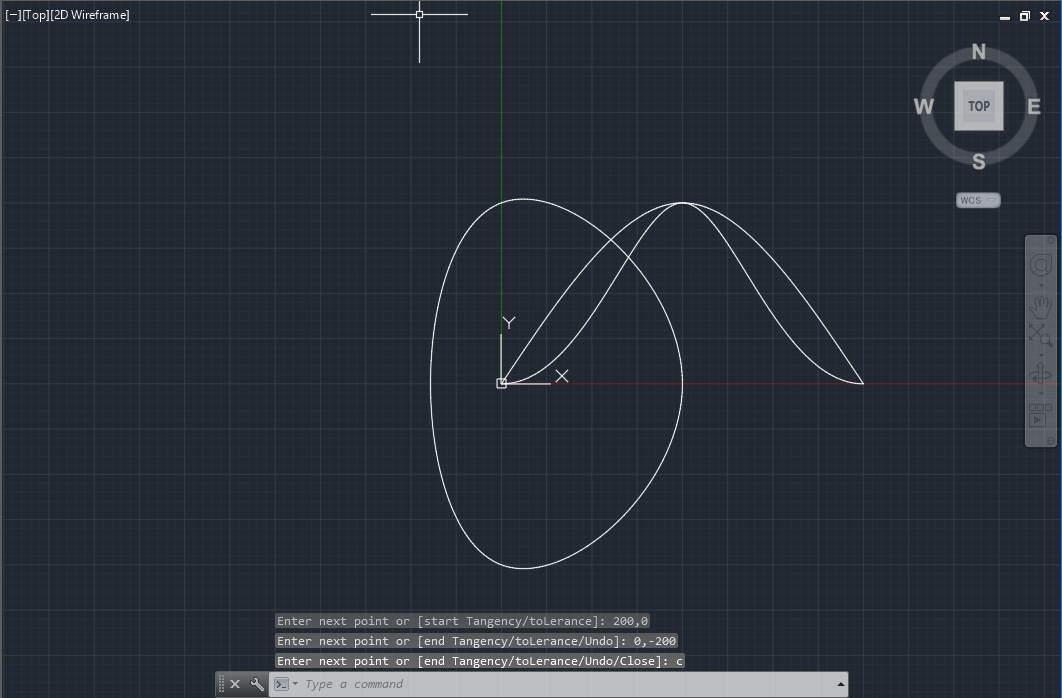 [−][Top][2D Wireframe]
N
W TOP E
S
WCS
Y
X
Enter next point or [start Tangency/toLerance]: 200,0
Enter next point or [end Tangency/toLerance/Undo]: 0,-200
Enter next point or [end Tangency/toLerance/Undo/Close]: c
Type a command